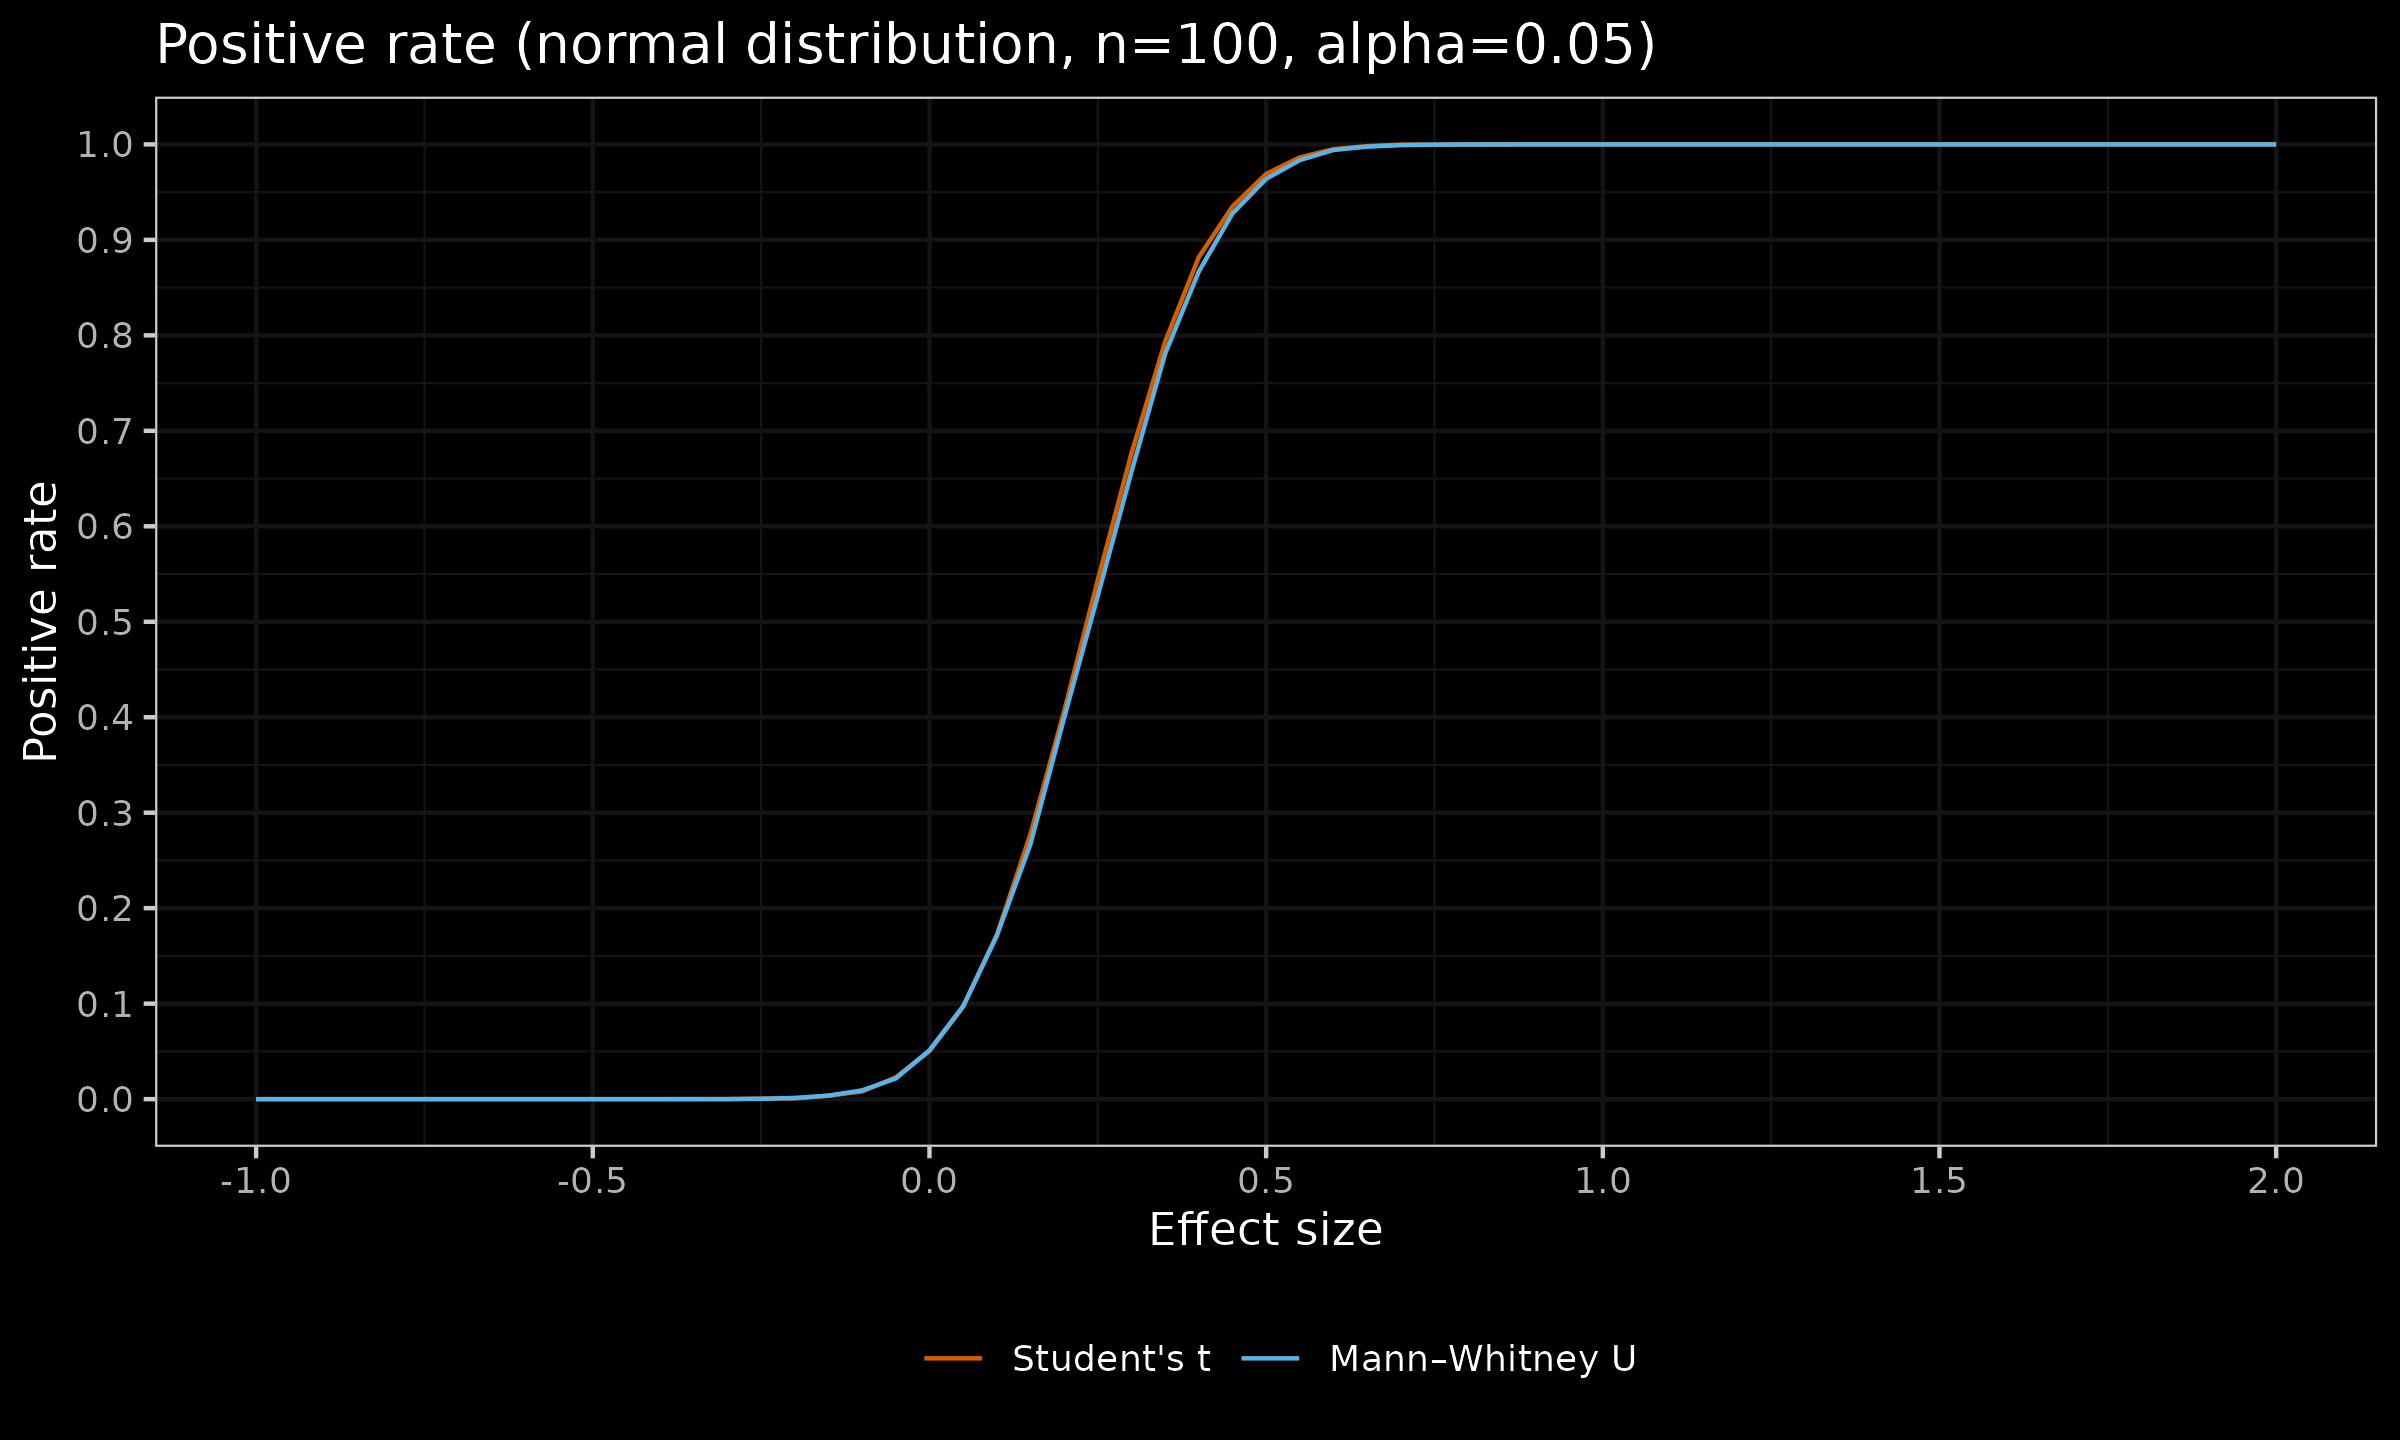 Positive rate (normal distribution, n=100, alpha=0.05)
Positive rate
1.0
0.9
0.8
0.7
0.6
0.5
0.4
0.3
0.2
0.1
0.0
-1.0 -0.5 0.0 0.5 1.0 1.5 2.0
Effect size
Student's t Mann–Whitney U